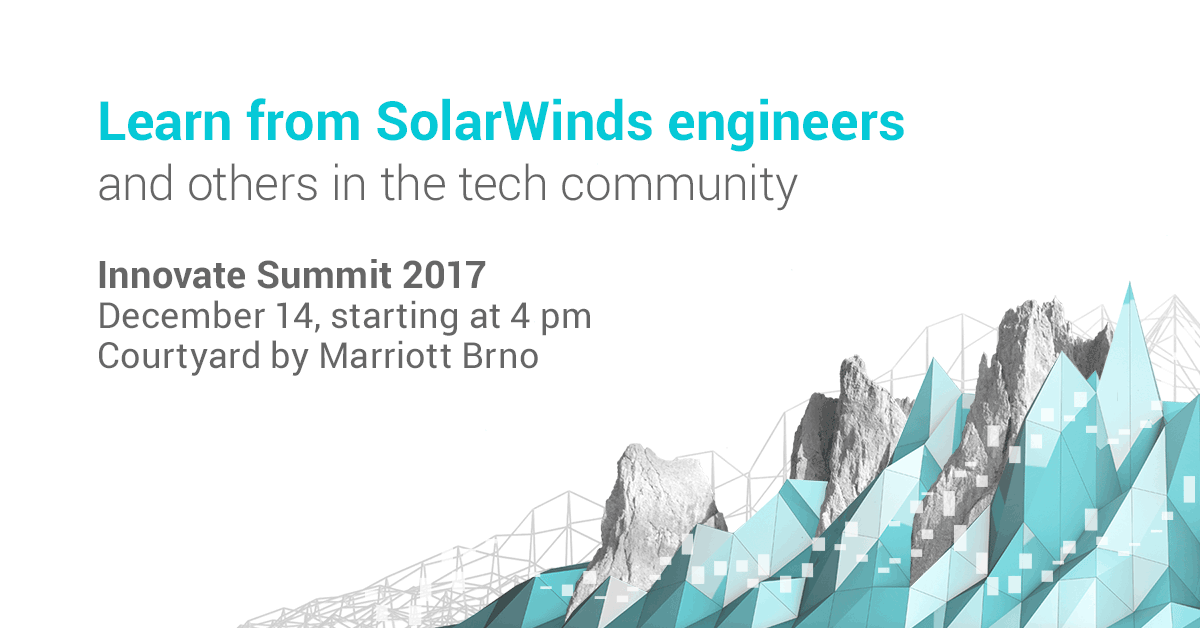 Learn from SolarWinds engineers
and others in the tech community
Innovate Summit 2017
December 14, starting at 4 pm
Courtyard by Marriott Brno